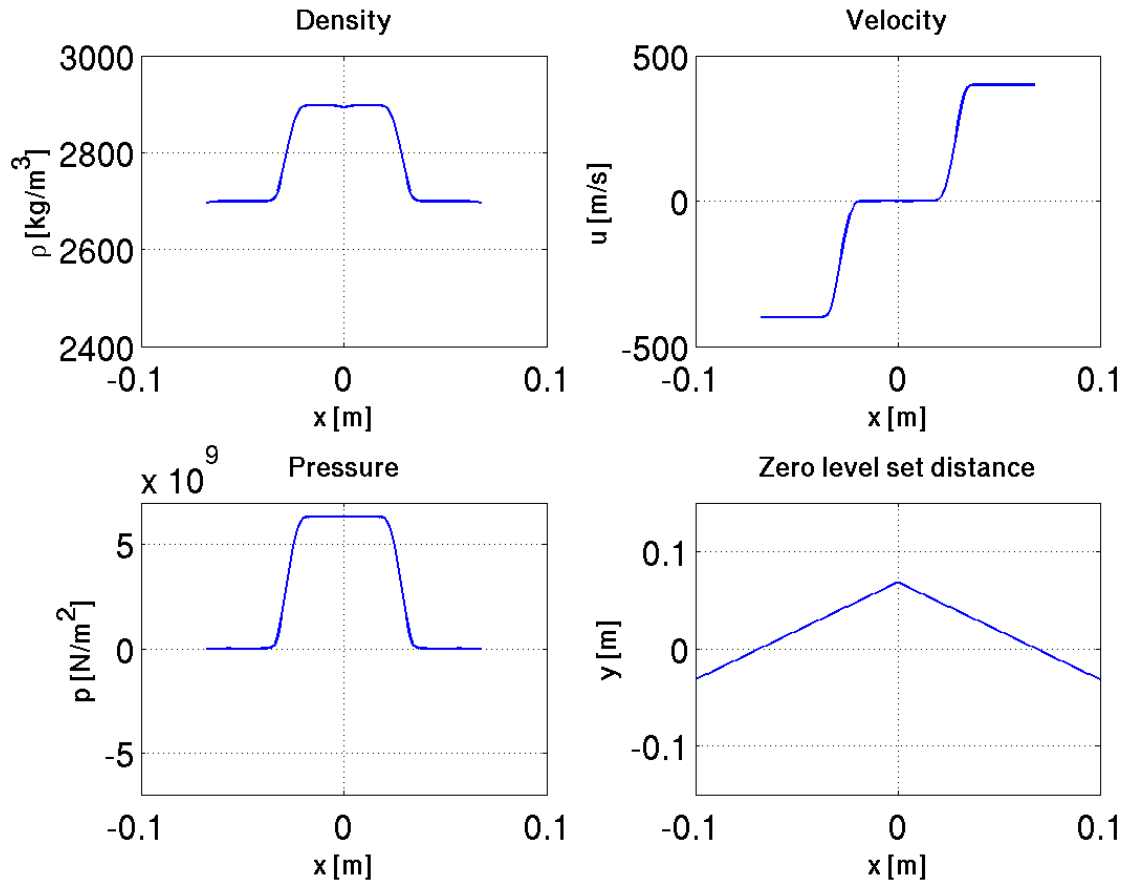 Density
3000
2800
2600
2400
ρ [kg/m³]
-0.1
0
0.1
x [m]
Velocity
500
0
-500
u [m/s]
-0.1
0
0.1
x [m]
x 10⁹
Pressure
5
0
-5
p [N/m²]
-0.1
0
0.1
x [m]
Zero level set distance
0.1
0
-0.1
y [m]
-0.1
0
0.1
x [m]